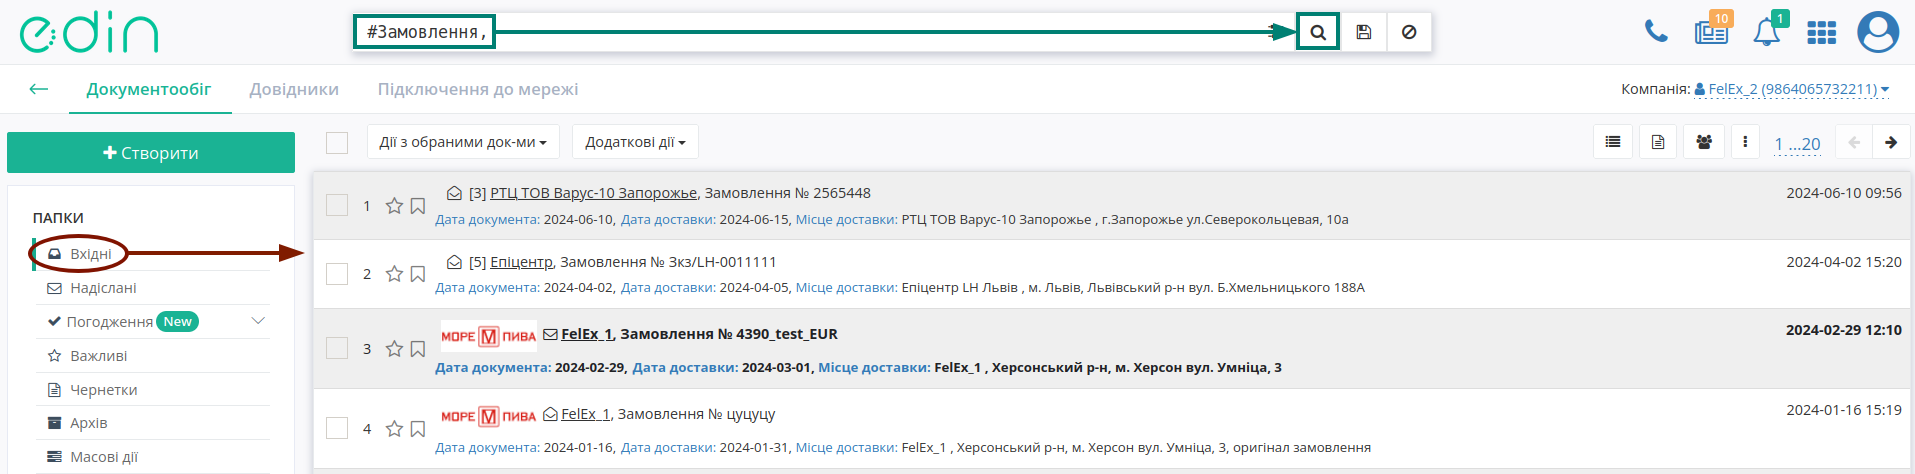 edin
#Замовлення,
10
1
Документообіг Довідники Підключення до мережі
Компанія: FelEx_2 (9864065732211)
Створити
Дії з обраними док-ми
Додаткові дії
1 ...20
ПАПКИ
Вхідні
Надіслані
Погодження New
Важливі
Чернетки
Архів
Масові дії
1 [3] РТЦ ТОВ Варус-10 Запорожье, Замовлення № 2565448 2024-06-10 09:56
Дата документа: 2024-06-10, Дата доставки: 2024-06-15, Місце доставки: РТЦ ТОВ Варус-10 Запорожье , г.Запорожье ул.Северокольцевая, 10а
2 [5] Епіцентр, Замовлення № 3кз/LH-0011111 2024-04-02 15:20
Дата документа: 2024-04-02, Дата доставки: 2024-04-05, Місце доставки: Епіцентр LH Львів , м. Львів, Львівський р-н вул. Б.Хмельницького 188А
3 МОРЕ М ПИВА FelEx_1, Замовлення № 4390_test_EUR 2024-02-29 12:10
Дата документа: 2024-02-29, Дата доставки: 2024-03-01, Місце доставки: FelEx_1 , Херсонський р-н, м. Херсон вул. Умніца, 3
4 МОРЕ М ПИВА FelEx_1, Замовлення № цуцуцу 2024-01-16 15:19
Дата документа: 2024-01-16, Дата доставки: 2024-01-31, Місце доставки: FelEx_1 , Херсонський р-н, м. Херсон вул. Умніца, 3, оригінал замовлення